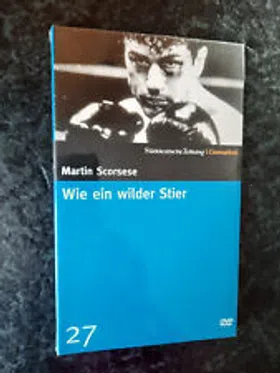 Süddeutsche Zeitung | Cinemathek
Martin Scorsese
Wie ein wilder Stier
27
DVD